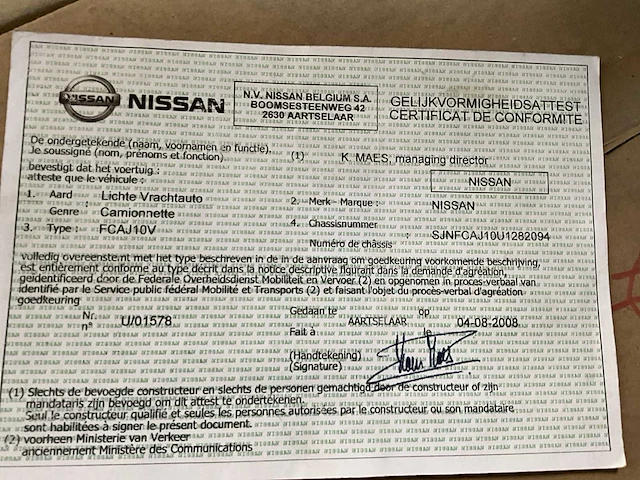 NISSAN
NISSAN
N.V. NISSAN BELGIUM S.A.
BOOMSESTEENWEG 42
2630 AARTSELAAR
GELIJKVORMIGHEIDSATTEST
CERTIFICAT DE CONFORMITE
De ondergetekende (naam, voornamen en functie).
Je soussigné (nom, prénoms et fonction)
(1) K. MAES, managing director
bevestigt dat het voertuig :
atteste que le véhicule :
NISSAN
1. Aard : Lichte Vrachtauto
Genre : Camionnette
2. Merk - Marque : NISSAN
3. Type : FCAJ10V
4. Chassisnummer
Numéro de châssis : SJNFCAJ10U1282094
volledig overeenstemt met het type beschreven in de in de aanvraag om goedkeuring voorkomende beschrijving,
est entièrement conforme au type décrit dans la notice descriptive figurant dans la demande d'agréation,
geïdentificeerd door de Federale Overheidsdienst Mobiliteit en Vervoer (2) en opgenomen in proces-verbaal van
identifié par le Service public fédéral Mobilité et Transports (2) et faisant l'objet du procès-verbal d'agréation
goedkeuring
Nr. : U/01578
n°
Gedaan te AARTSELAAR op 04-08-2008
Fait à
(Handtekening)
(Signature)
(1) Slechts de bevoegde constructeur en slechts de personen gemachtigd door de constructeur of zijn
mandataris zijn bevoegd om dit attest te ondertekenen.
Seul le constructeur qualifié et seules les personnes autorisées par le constructeur ou son mandataire
sont habilitées à signer le présent document.
(2) voorheen Ministerie van Verkeer
anciennement Ministère des Communications